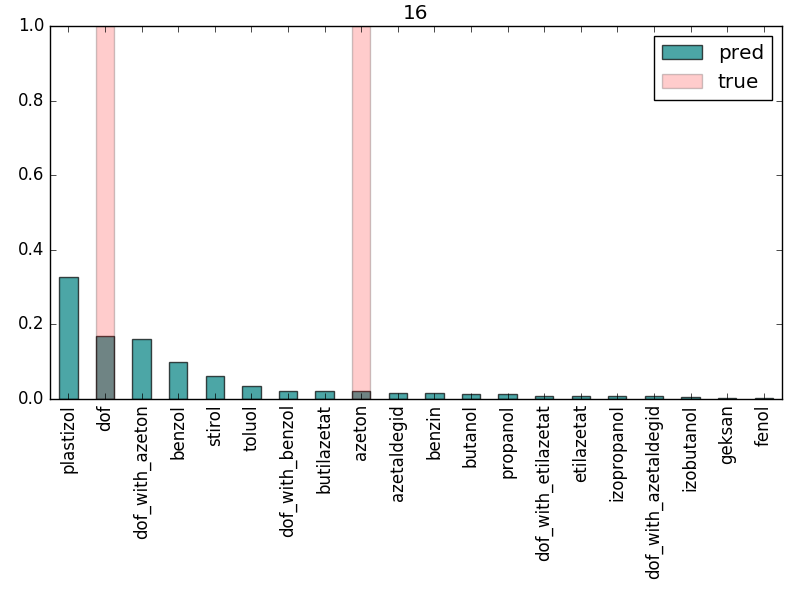 16
1.0
0.8
0.6
0.4
0.2
0.0
pred
true
plastizol
dof
dof_with_azeton
benzol
stirol
toluol
dof_with_benzol
butilazetat
azeton
azetaldegid
benzin
butanol
propanol
dof_with_etilazetat
etilazetat
izopropanol
dof_with_azetaldegid
izobutanol
geksan
fenol